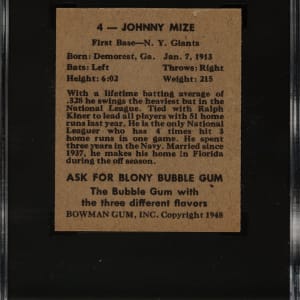 4 — JOHNNY MIZE
First Base—N. Y. Giants
Born: Demorest, Ga. Jan. 7, 1913
Bats: Left Throws: Right
Height: 6:02 Weight: 215
With a lifetime batting average of
.328 he swings the heaviest bat in the
National League. Tied with Ralph
Kiner to lead all players with 51 home
runs last year. He is the only National
Leaguer who has 4 times hit 3
home runs in one game. He spent
three years in the Navy. Married since
1937, he makes his home in Florida
during the off season.
ASK FOR BLONY BUBBLE GUM
The Bubble Gum with
the three different flavors
BOWMAN GUM, INC. Copyright 1948